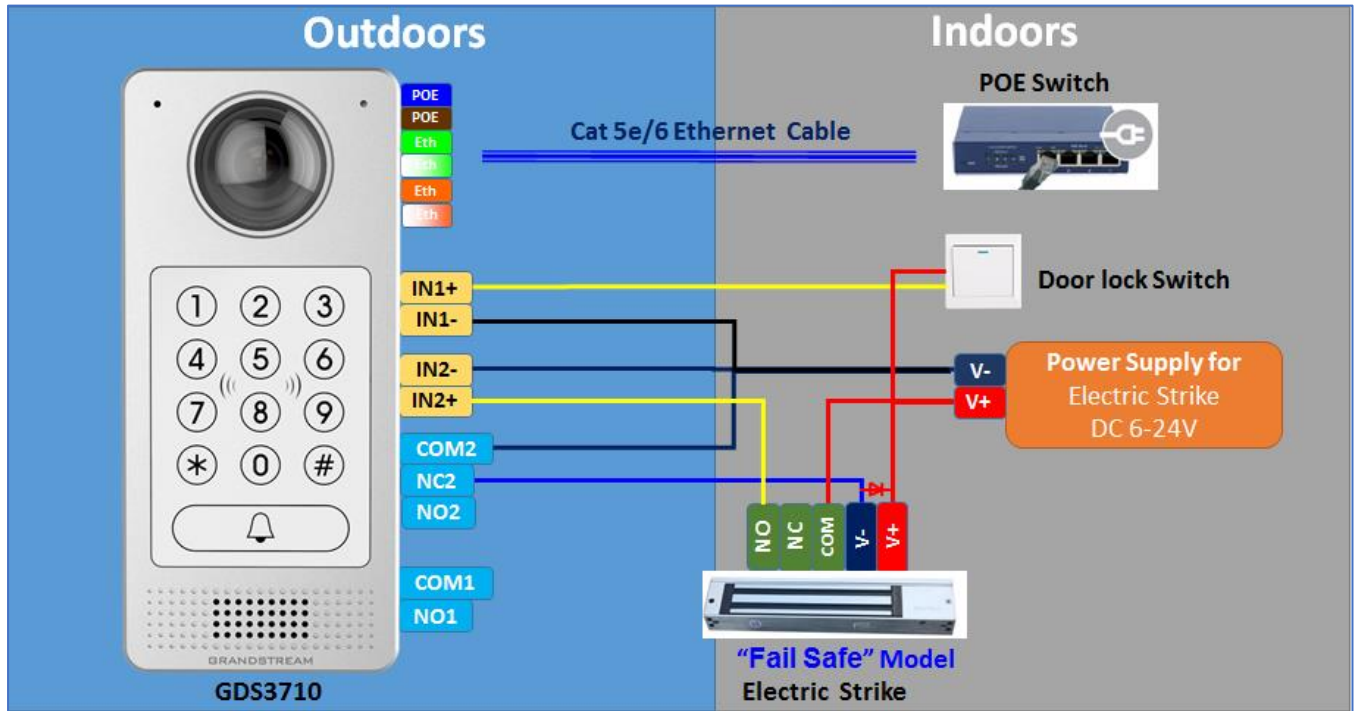 Outdoors
Indoors
POE
POE
Eth
Eth
Eth
Eth
Cat 5e/6 Ethernet Cable
POE Switch
IN1+
IN1-
IN2-
IN2+
COM2
NC2
NO2
COM1
NO1
1 2 3
4 5 6
7 8 9
* 0 #
GRANDSTREAM
GDS3710
Door lock Switch
V-
V+
Power Supply for
Electric Strike
DC 6-24V
NO
NC
COM
V-
V+
“Fail Safe” Model
Electric Strike